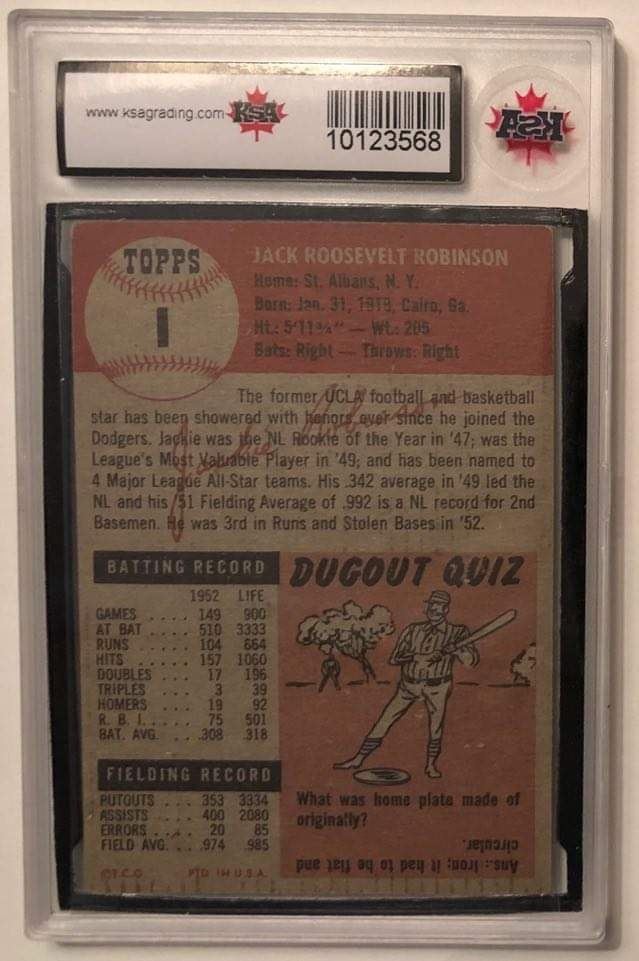 www.ksagrading.com KSA
10123568
KSA
TOPPS
1
JACK ROOSEVELT ROBINSON
Home: St. Albans, N. Y.
Born: Jan. 31, 1919, Cairo, Ga.
Ht.: 5'11¾" — Wt.: 205
Bats: Right — Throws: Right
The former UCLA football and basketball
star has been showered with honors ever since he joined the
Dodgers. Jackie was the NL Rookie of the Year in '47; was the
League's Most Valuable Player in '49; and has been named to
4 Major League All-Star teams. His .342 average in '49 led the
NL and his '51 Fielding Average of .992 is a NL record for 2nd
Basemen. He was 3rd in Runs and Stolen Bases in '52.
Jackie Robinson
BATTING RECORD
1952 LIFE
GAMES .... 149 900
AT BAT .... 510 3333
RUNS ..... 104 664
HITS ..... 157 1060
DOUBLES ... 17 196
TRIPLES ... 3 39
HOMERS ... 19 92
R. B. I. .... 75 501
BAT. AVG. .. .308 .318
FIELDING RECORD
PUTOUTS ... 353 3334
ASSISTS ... 400 2080
ERRORS .... 20 85
FIELD AVG. .. .974 .985
©T.C.G. PTD IN U.S.A.
DUGOUT QUIZ
What was home plate made of
originally?
Ans.: Iron; it had to be flat and
circular.